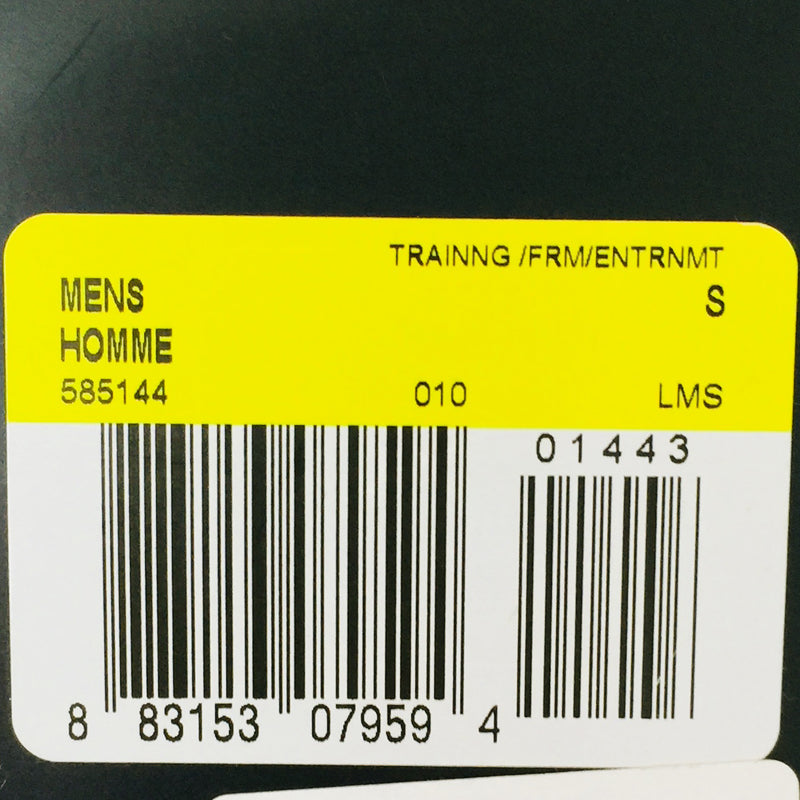 TRAINNG /FRM/ENTRNMT
MENS S
HOMME
585144 010 LMS
01443
8 83153 07959 4